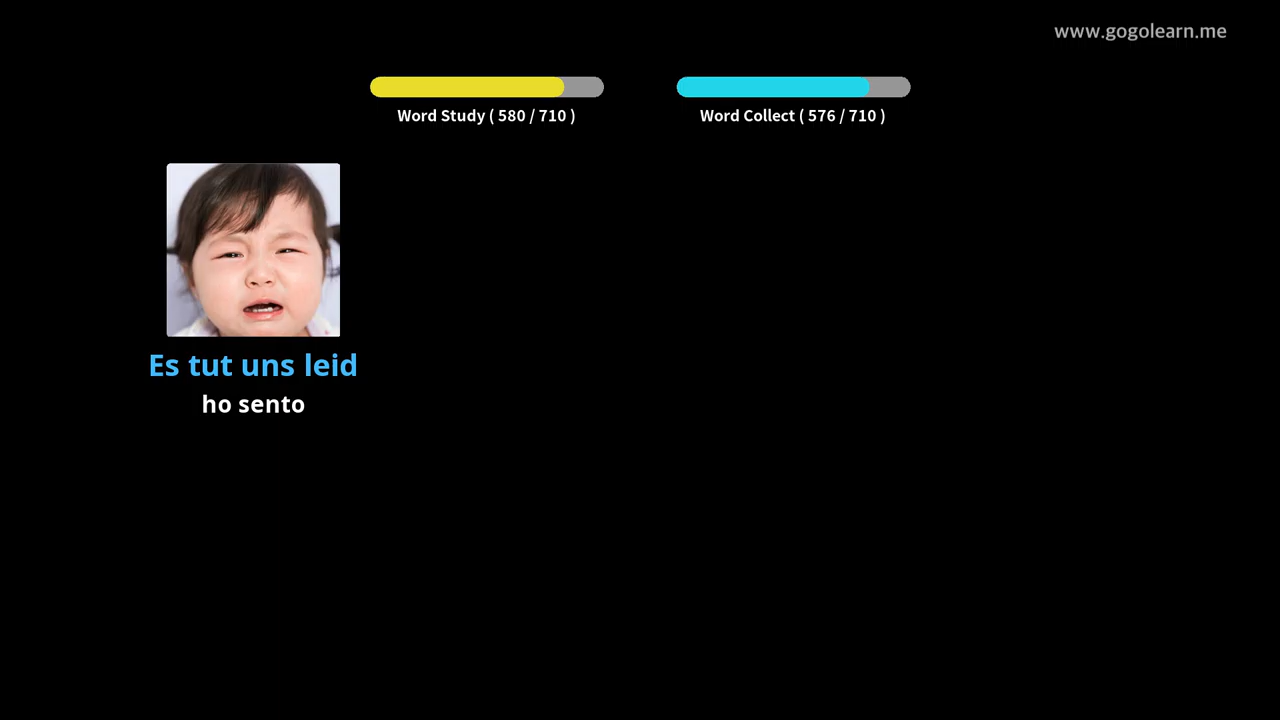 www.gogolearn.me
Word Study ( 580 / 710 )
Word Collect ( 576 / 710 )
Es tut uns leid
ho sento